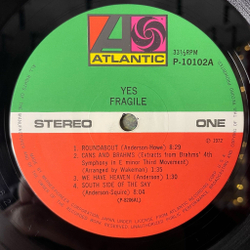 ATLANTIC
33⅓RPM
P-10102A
YES
FRAGILE
STEREO
ONE
1. ROUNDABOUT (Anderson-Howe) 8:29
2. CANS AND BRAHMS (Extracts from Brahms' 4th
Symphony in E minor Third Movement)
(Arranged by Wakeman) 1:35
3. WE HAVE HEAVEN (Anderson) 1:30
4. SOUTH SIDE OF THE SKY
(Anderson-Squire) 8:04